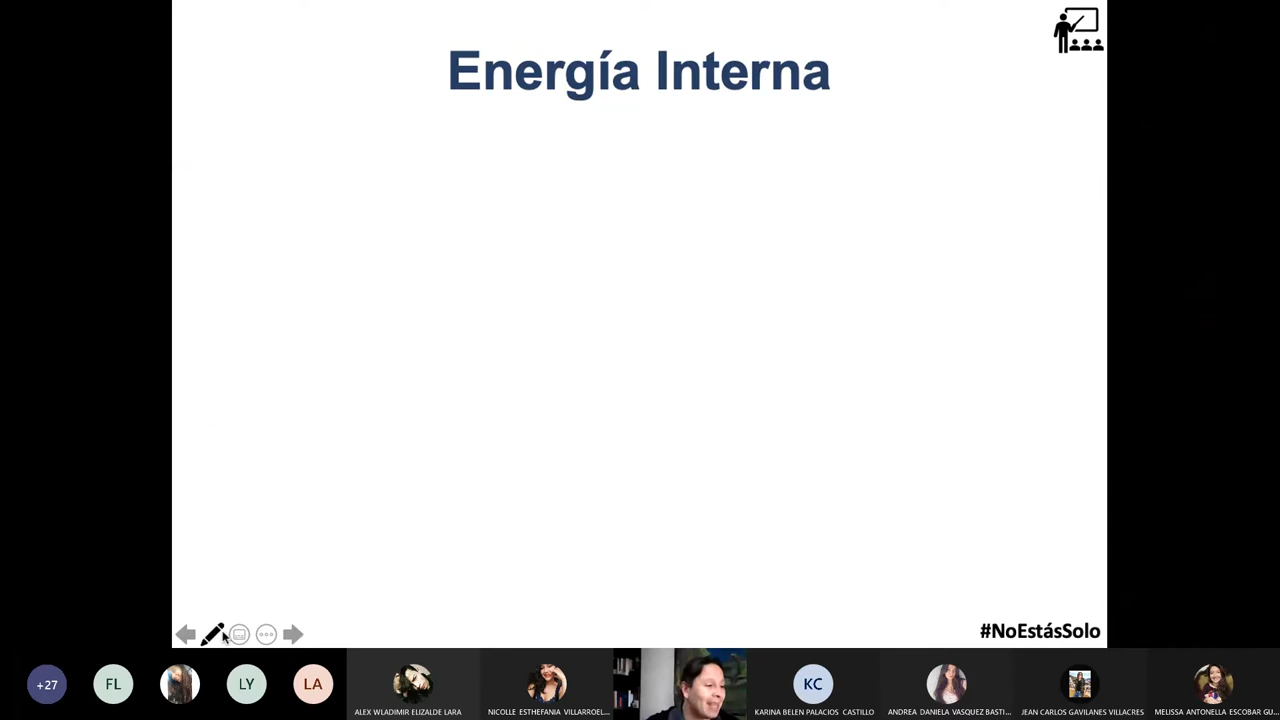 Energía Interna
#NoEstásSolo
+27
FL
LY
LA
KC
ALEX WLADIMIR ELIZALDE LARA
NICOLLE ESTHEFANIA VILLARROEL...
KARINA BELEN PALACIOS CASTILLO
ANDREA DANIELA VASQUEZ BASTI...
JEAN CARLOS GAVILANES VILLACRES
MELISSA ANTONELLA ESCOBAR GU...